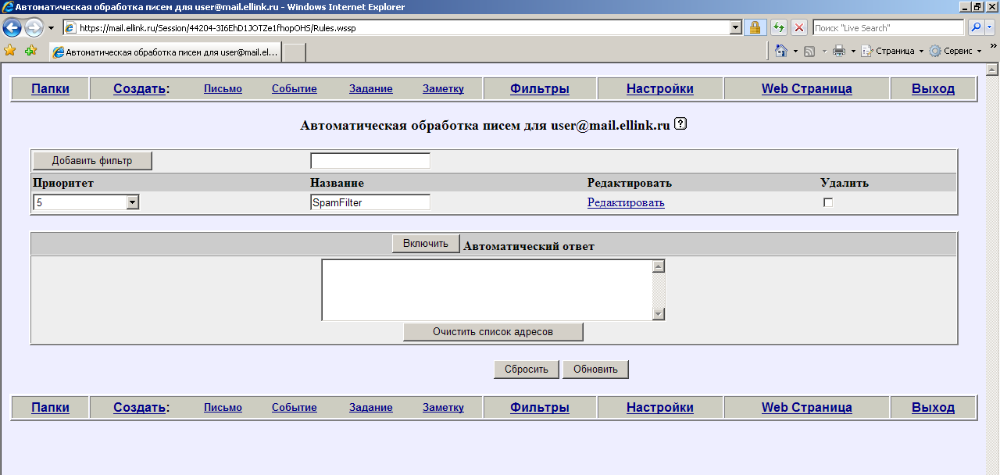 Автоматическая обработка писем для user@mail.ellink.ru - Windows Internet Explorer
https://mail.ellink.ru/Session/44204-3I6EhD1JOTZe1fhopOHS/Rules.wssp
Поиск "Live Search"
Автоматическая обработка писем для user@mail.el...
Страница
Сервис
»
Папки Создать: Письмо Событие Задание Заметку Фильтры Настройки Web Страница Выход
Автоматическая обработка писем для user@mail.ellink.ru ?
Добавить фильтр
Приоритет Название Редактировать Удалить
5 SpamFilter Редактировать
Включить Автоматический ответ
Очистить список адресов
Сбросить Обновить
Папки Создать: Письмо Событие Задание Заметку Фильтры Настройки Web Страница Выход